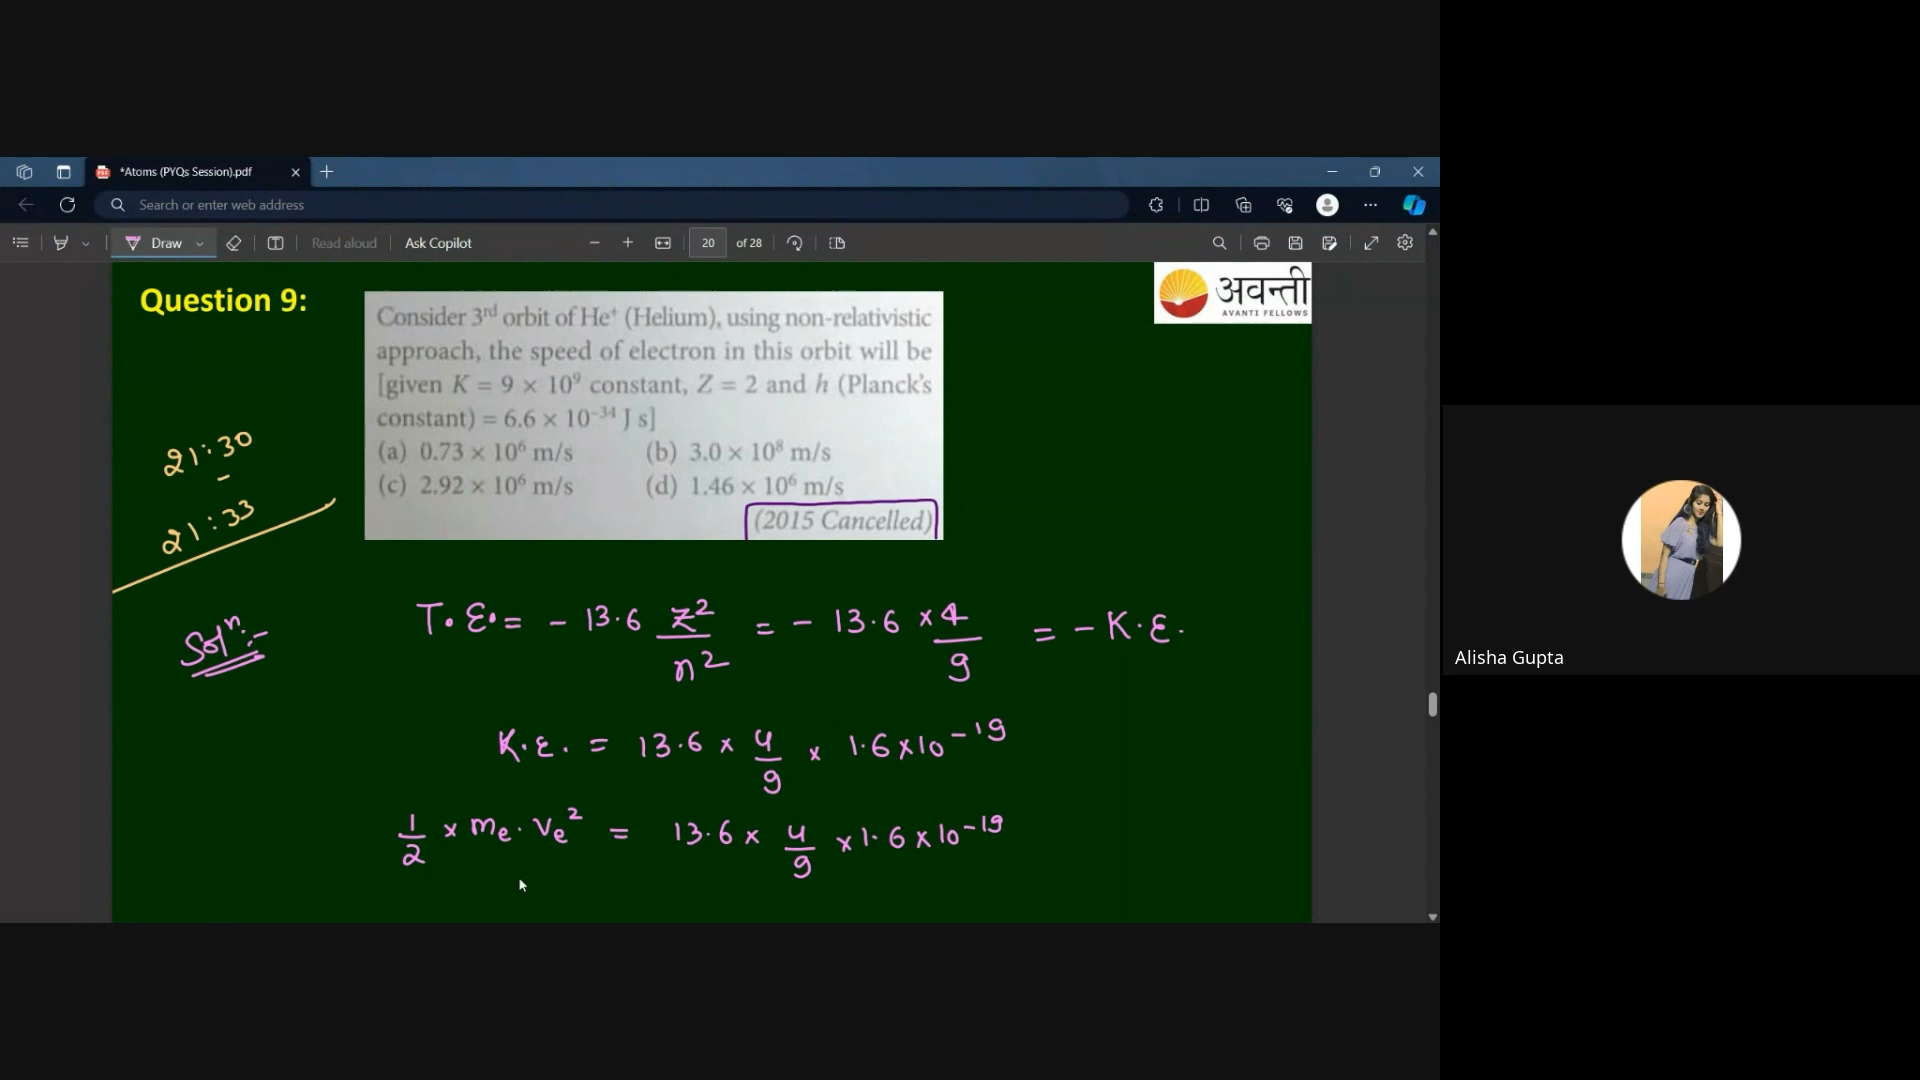 *Atoms (PYQs Session).pdf
Search or enter web address
Draw
Read aloud
Ask Copilot
20 of 28
Question 9:
अवन्ती
AVANTI FELLOWS
Consider 3rd orbit of He+ (Helium), using non-relativistic
approach, the speed of electron in this orbit will be
[given K = 9 × 10⁹ constant, Z = 2 and h (Planck's
constant) = 6.6 × 10⁻³⁴ J s]
(a) 0.73 × 10⁶ m/s (b) 3.0 × 10⁸ m/s
(c) 2.92 × 10⁶ m/s (d) 1.46 × 10⁶ m/s
(2015 Cancelled)
21:30
-
21:33
Solⁿ:-
T.E. = - 13.6 z²/n² = - 13.6 × 4/9 = - K.E.
K.E. = 13.6 × 4/9 × 1.6×10⁻¹⁹
1/2 × me. ve² = 13.6 × 4/9 × 1.6 × 10⁻¹⁹
Alisha Gupta